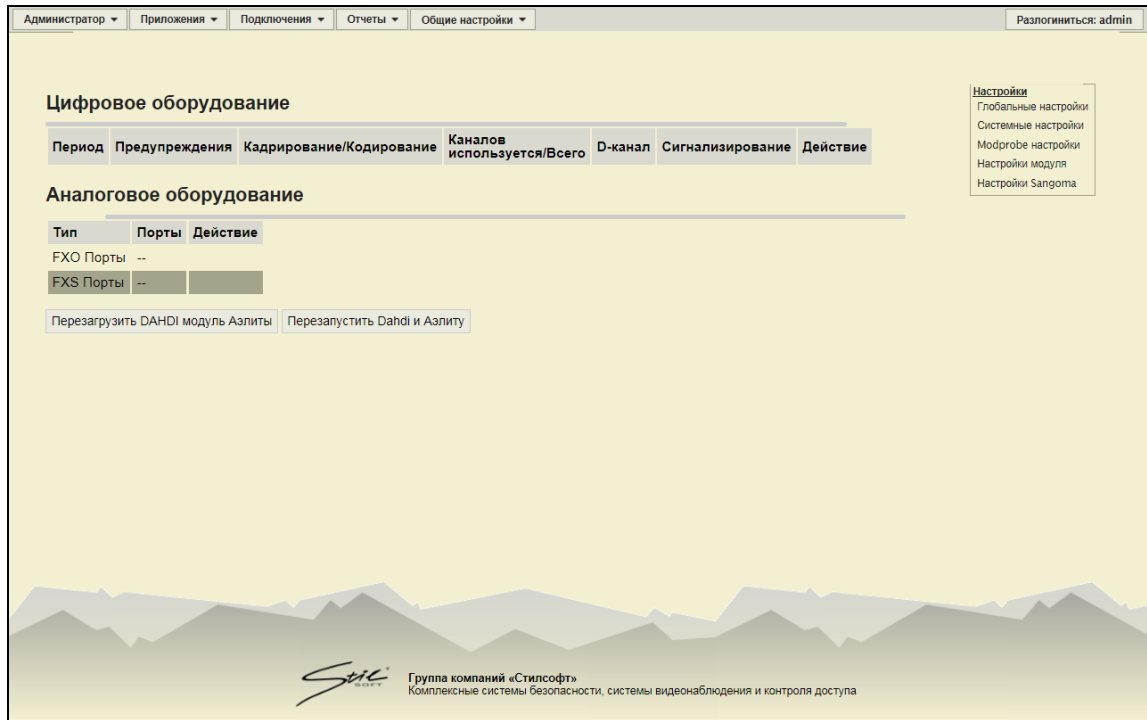 Администратор Приложения Подключения Отчеты Общие настройки Разлогиниться: admin
Цифровое оборудование
Период Предупреждения Кадрирование/Кодирование Каналов используется/Всего D-канал Сигнализирование Действие
Аналоговое оборудование
Тип Порты Действие
FXO Порты --
FXS Порты --
Перезагрузить DAHDI модуль Аэлиты Перезапустить Dahdi и Аэлиту
Настройки
Глобальные настройки
Системные настройки
Modprobe настройки
Настройки модуля
Настройки Sangoma
Stil SOFT
Группа компаний «Стилсофт»
Комплексные системы безопасности, системы видеонаблюдения и контроля доступа